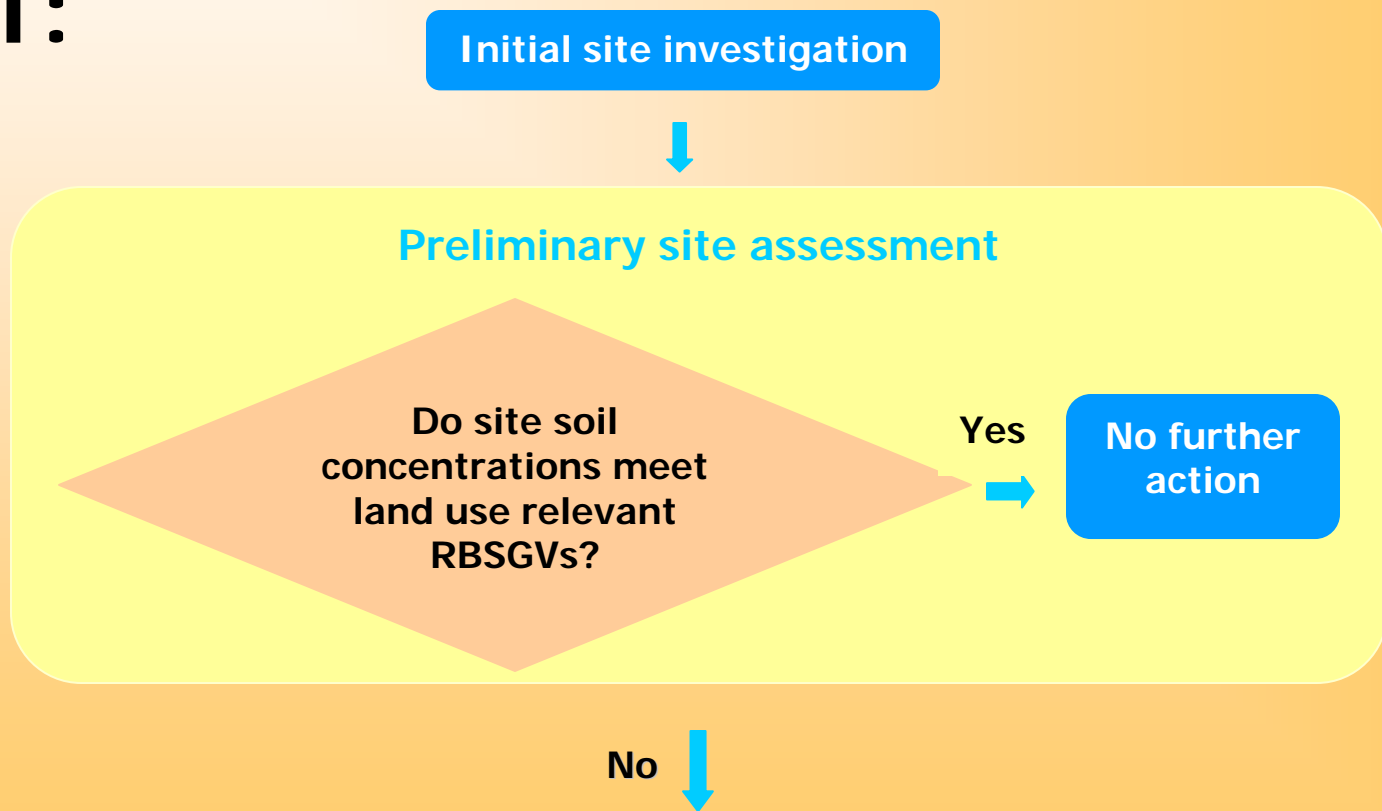 Initial site investigation
Preliminary site assessment
Do site soil
concentrations meet
land use relevant
RBSGVs?
Yes
No further
action
No